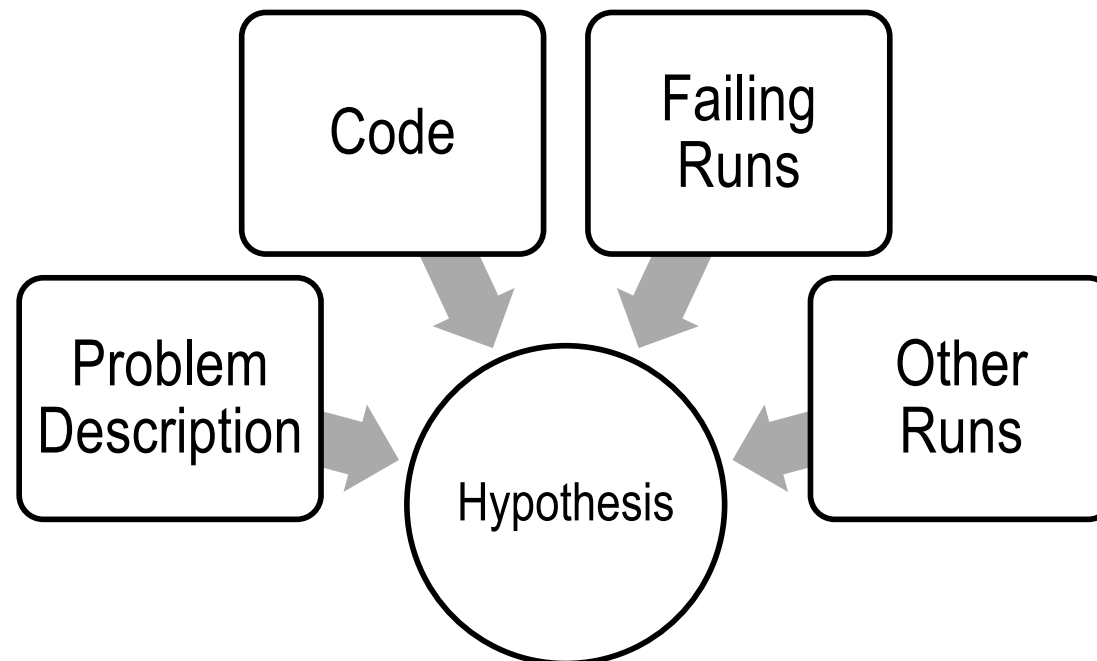 Code
Failing
Runs
Problem
Description
Other
Runs
Hypothesis